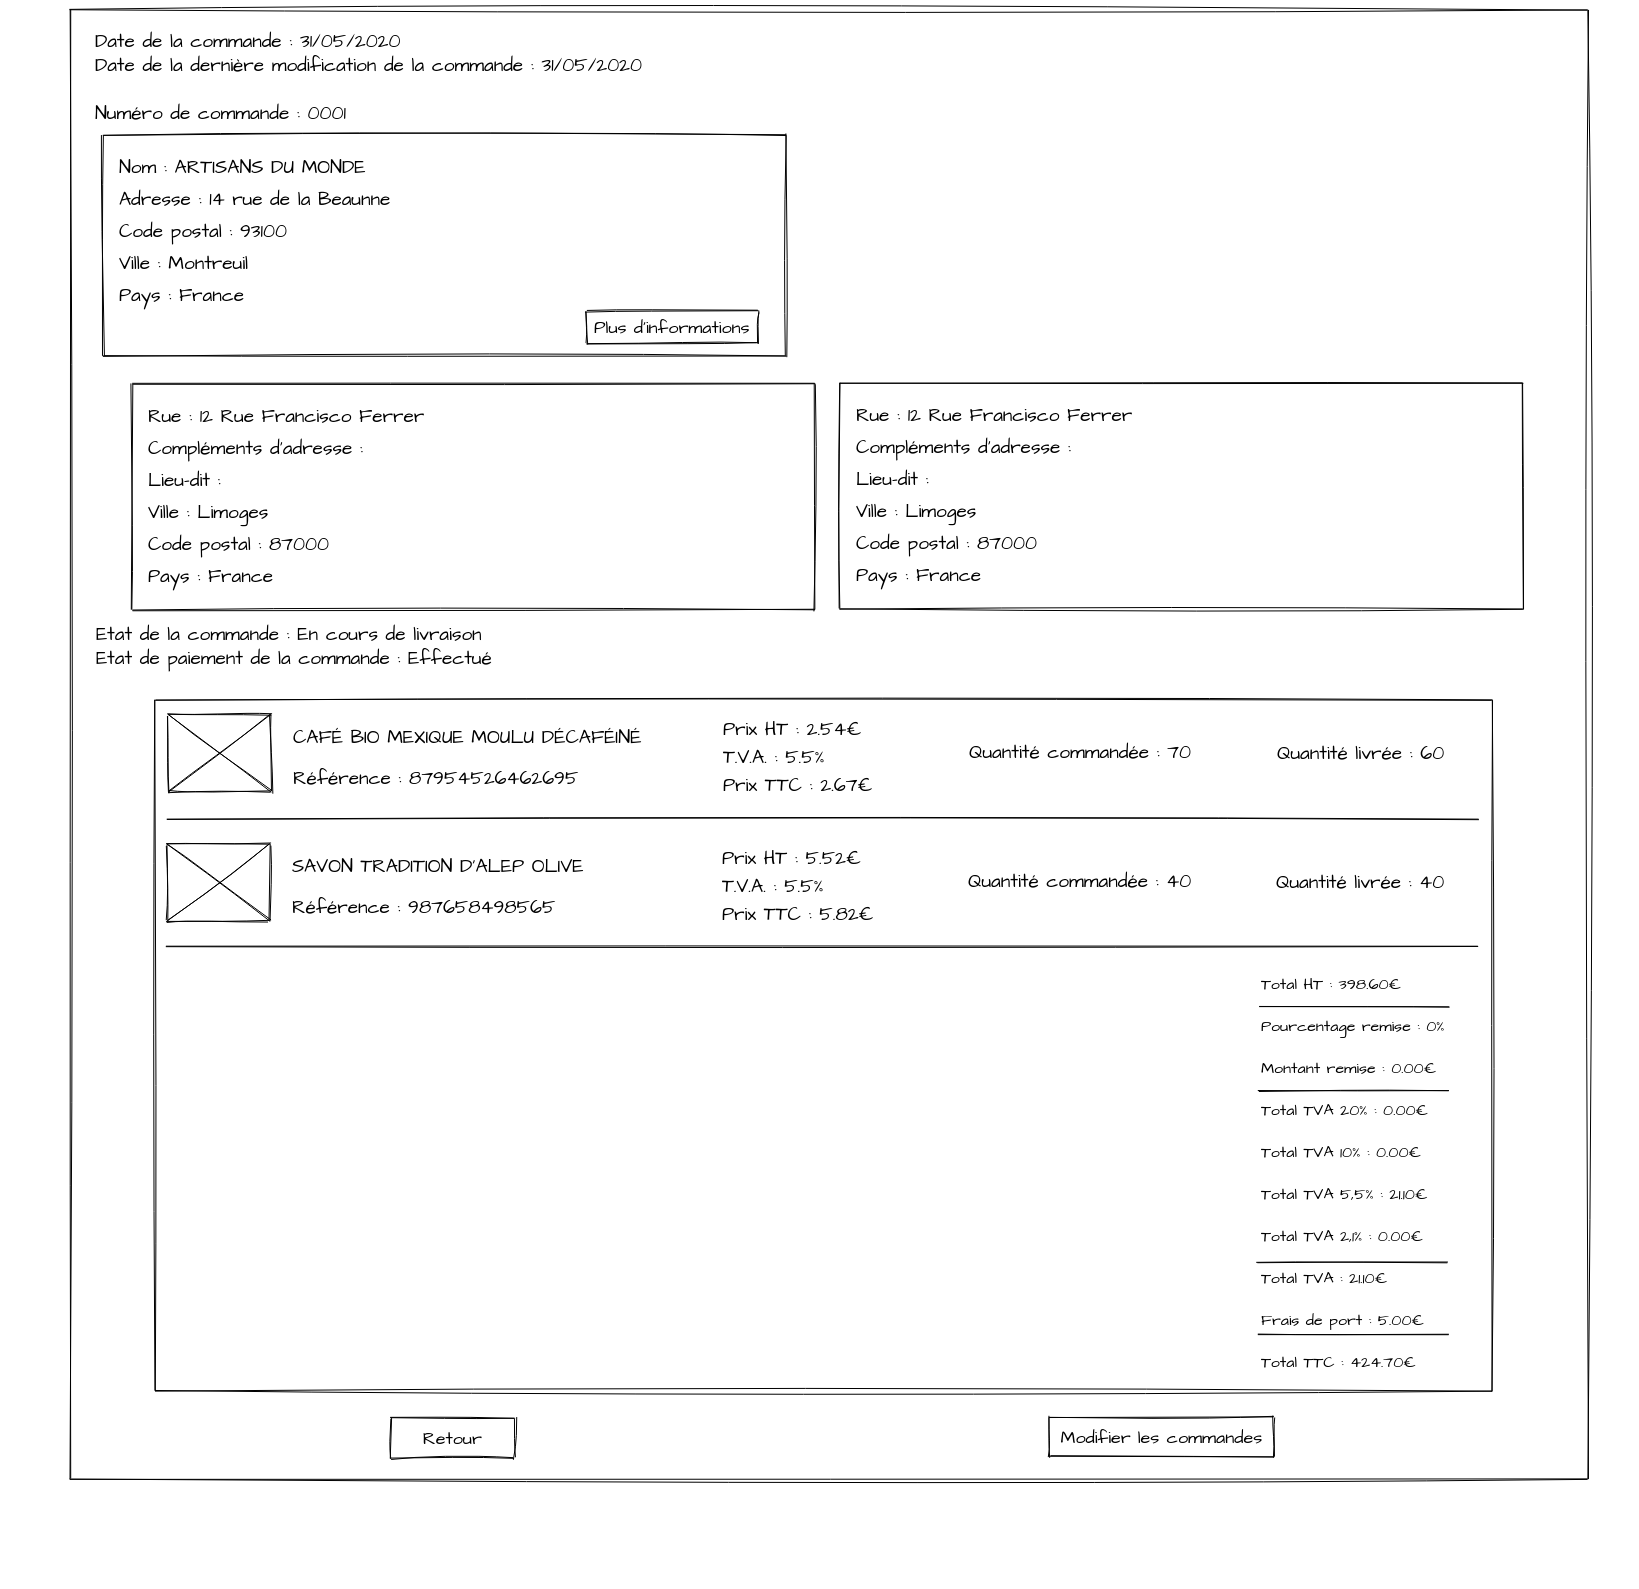 Date de la commande : 31/05/2020
Date de la dernière modification de la commande : 31/05/2020
Numéro de commande : 0001
Nom : ARTISANS DU MONDE
Adresse : 14 rue de la Beaunne
Code postal : 93100
Ville : Montreuil
Pays : France
Plus d'informations
Rue : 12 Rue Francisco Ferrer
Compléments d'adresse :
Lieu-dit :
Ville : Limoges
Code postal : 87000
Pays : France
Rue : 12 Rue Francisco Ferrer
Compléments d'adresse :
Lieu-dit :
Ville : Limoges
Code postal : 87000
Pays : France
Etat de la commande : En cours de livraison
Etat de paiement de la commande : Effectué
CAFÉ BIO MEXIQUE MOULU DÉCAFÉINÉ
Référence : 87954526462695
Prix HT : 2.54€
T.V.A. : 5.5%
Prix TTC : 2.67€
Quantité commandée : 70
Quantité livrée : 60
SAVON TRADITION D'ALEP OLIVE
Référence : 987658498565
Prix HT : 5.52€
T.V.A. : 5.5%
Prix TTC : 5.82€
Quantité commandée : 40
Quantité livrée : 40
Total HT : 398.60€
Pourcentage remise : 0%
Montant remise : 0.00€
Total TVA 20% : 0.00€
Total TVA 10% : 0.00€
Total TVA 5,5% : 21.10€
Total TVA 2,1% : 0.00€
Total TVA : 21.10€
Frais de port : 5.00€
Total TTC : 424.70€
Retour
Modifier les commandes